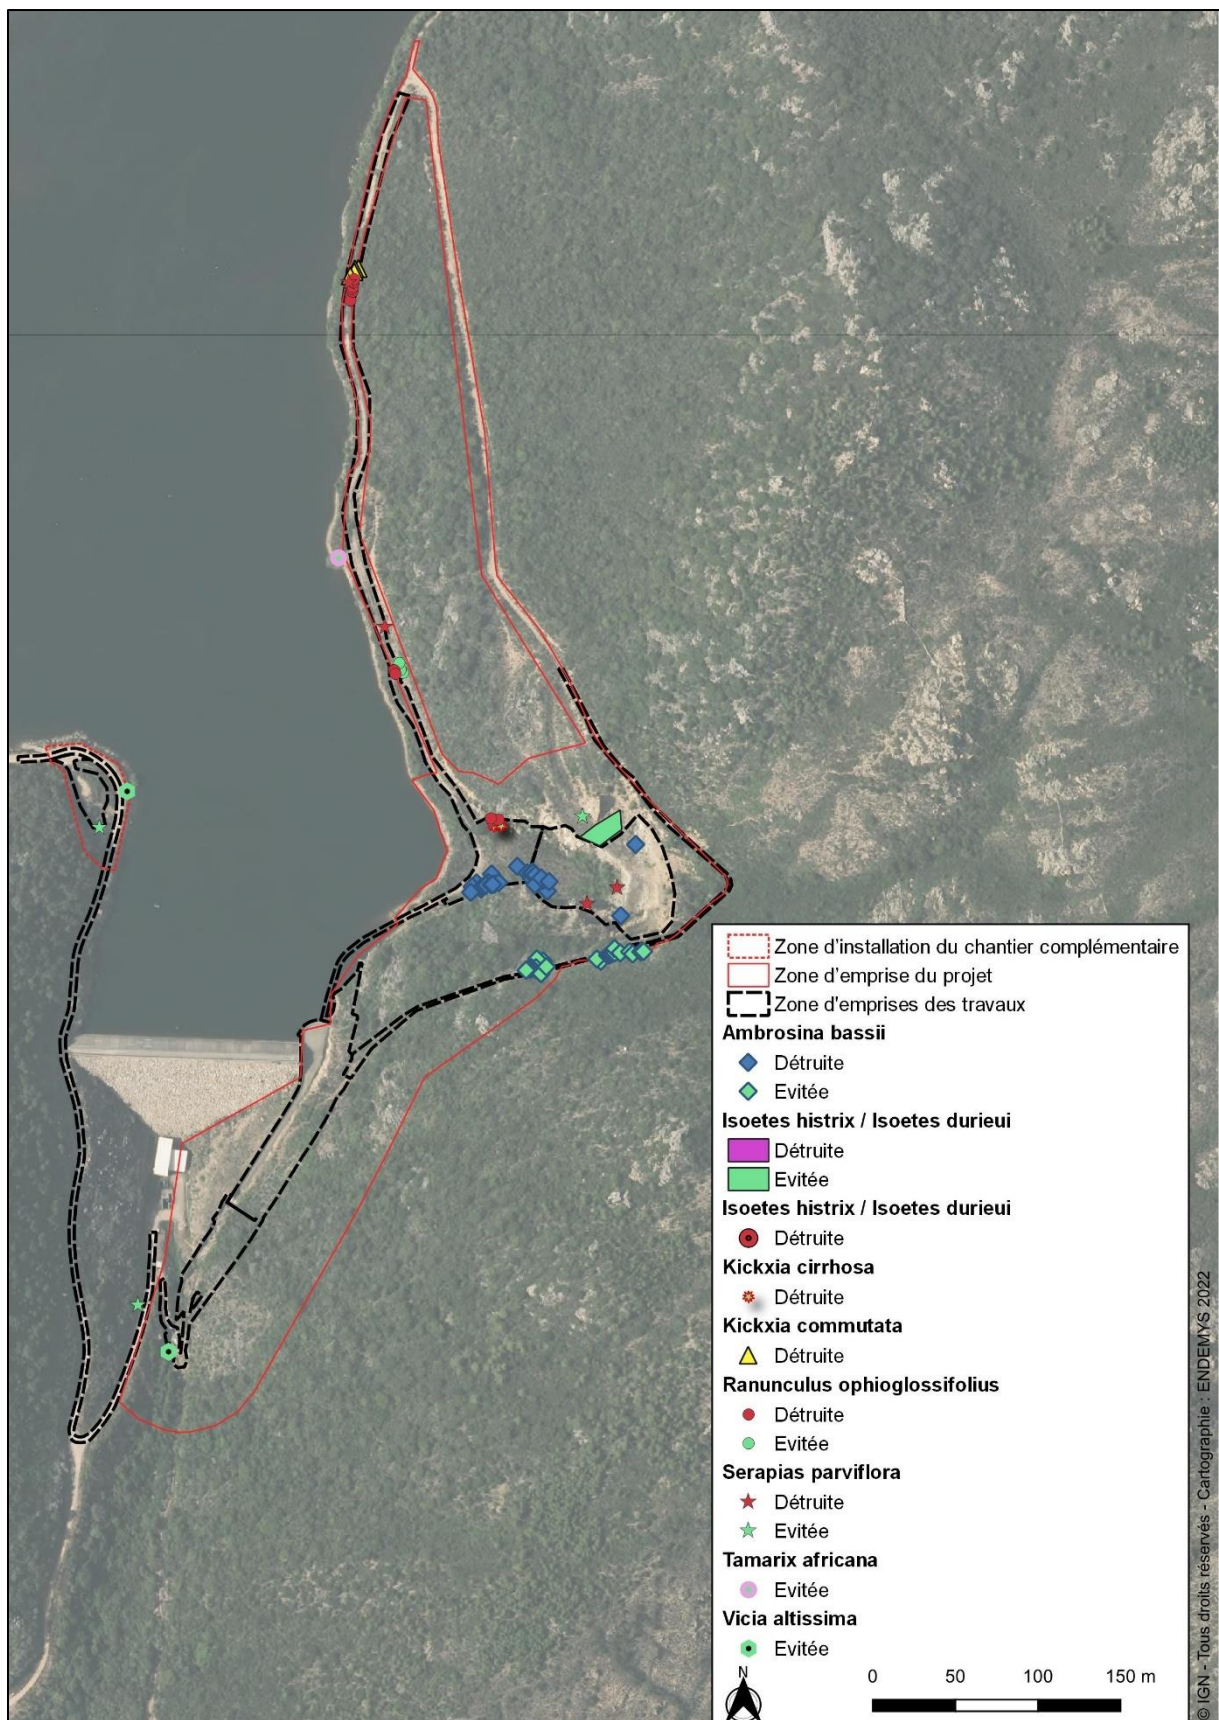 Zone d'installation du chantier complémentaire
Zone d'emprise du projet
Zone d'emprises des travaux
Ambrosina bassii
Détruite
Evitée
Isoetes histrix / Isoetes durieui
Détruite
Evitée
Isoetes histrix / Isoetes durieui
Détruite
Kickxia cirrhosa
Détruite
Kickxia commutata
Détruite
Ranunculus ophioglossifolius
Détruite
Evitée
Serapias parviflora
Détruite
Evitée
Tamarix africana
Evitée
Vicia altissima
Evitée
N
0 50 100 150 m
© IGN - Tous droits réservés - Cartographie : ENDEMYS 2022